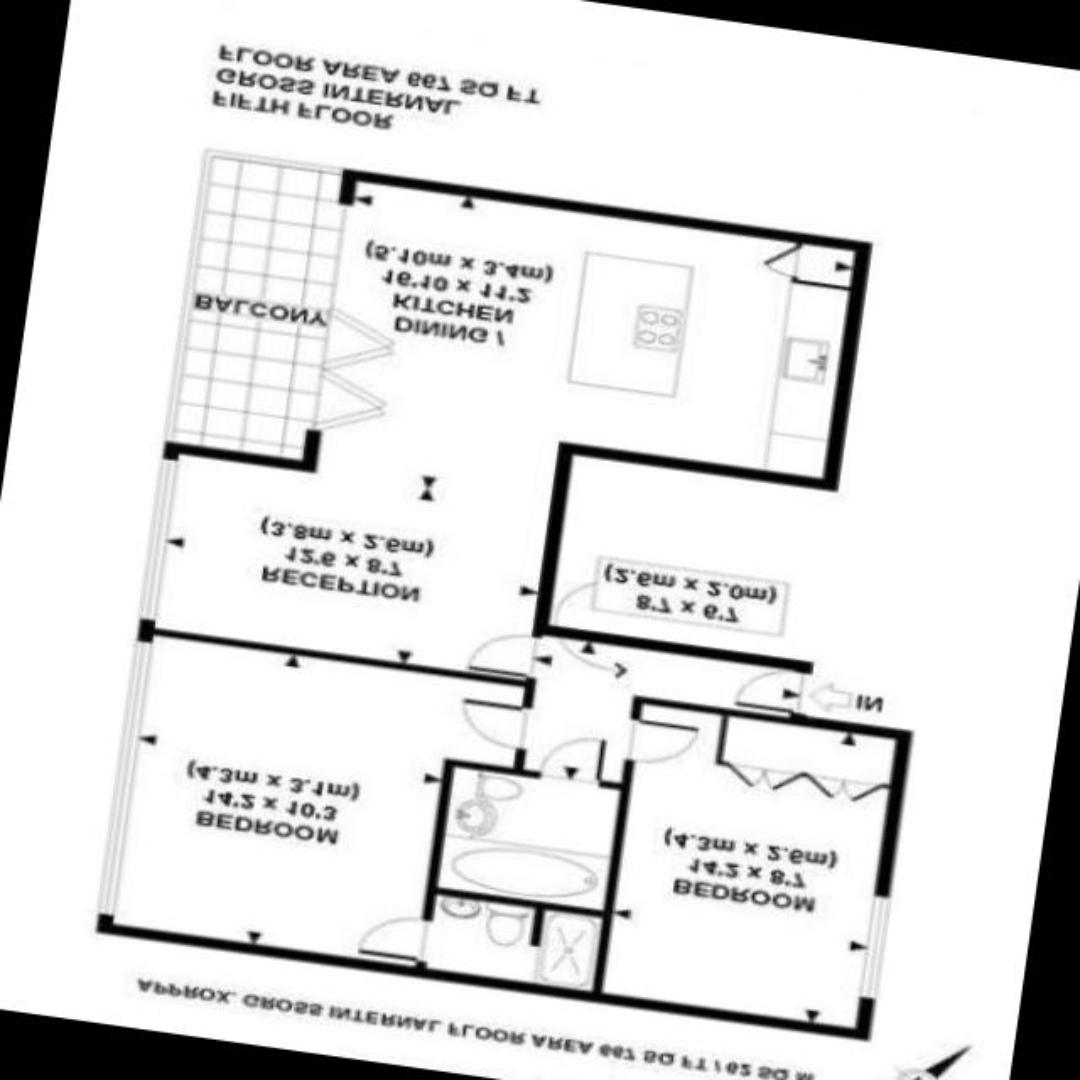 APPROX. GROSS INTERNAL FLOOR AREA 667 SQ FT / 62 SQ M
BEDROOM
14'2 x 8'7
(4.3m x 2.6m)
BEDROOM
14'2 x 10'3
(4.3m x 3.1m)
IN
8'7 x 6'7
(2.6m x 2.0m)
RECEPTION
12'6 x 8'7
(3.8m x 2.6m)
DINING /
KITCHEN
16'10 x 11'2
(5.10m x 3.4m)
BALCONY
FIFTH FLOOR
GROSS INTERNAL
FLOOR AREA 667 SQ FT